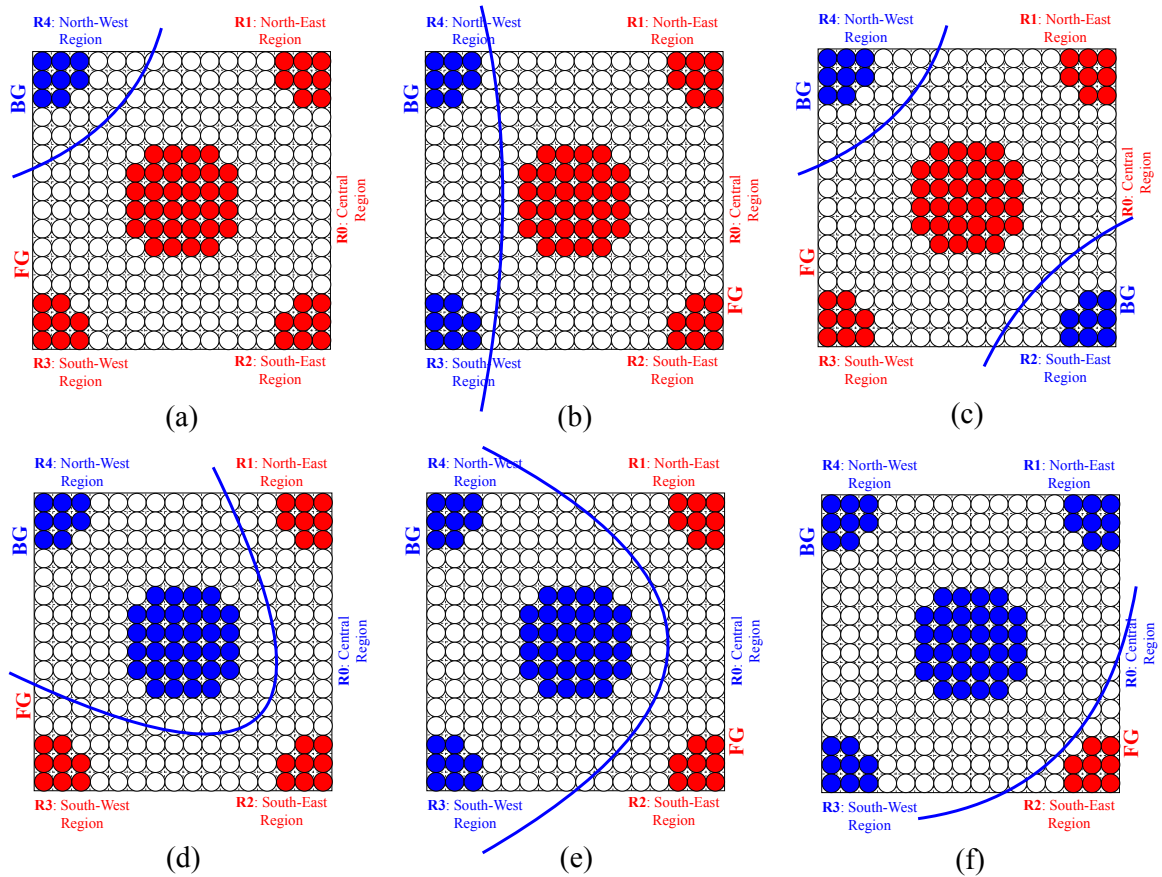 R4: North-West
Region
R1: North-East
Region
BG
FG
R0: Central
Region
R3: South-West
Region
R2: South-East
Region
(a)
R4: North-West
Region
R1: North-East
Region
BG
R0: Central
Region
FG
R3: South-West
Region
R2: South-East
Region
(b)
R4: North-West
Region
R1: North-East
Region
BG
R0: Central
Region
FG
BG
R3: South-West
Region
R2: South-East
Region
(c)
R4: North-West
Region
R1: North-East
Region
BG
R0: Central
Region
FG
R3: South-West
Region
R2: South-East
Region
(d)
R4: North-West
Region
R1: North-East
Region
BG
R0: Central
Region
FG
R3: South-West
Region
R2: South-East
Region
(e)
R4: North-West
Region
R1: North-East
Region
BG
R0: Central
Region
FG
R3: South-West
Region
R2: South-East
Region
(f)